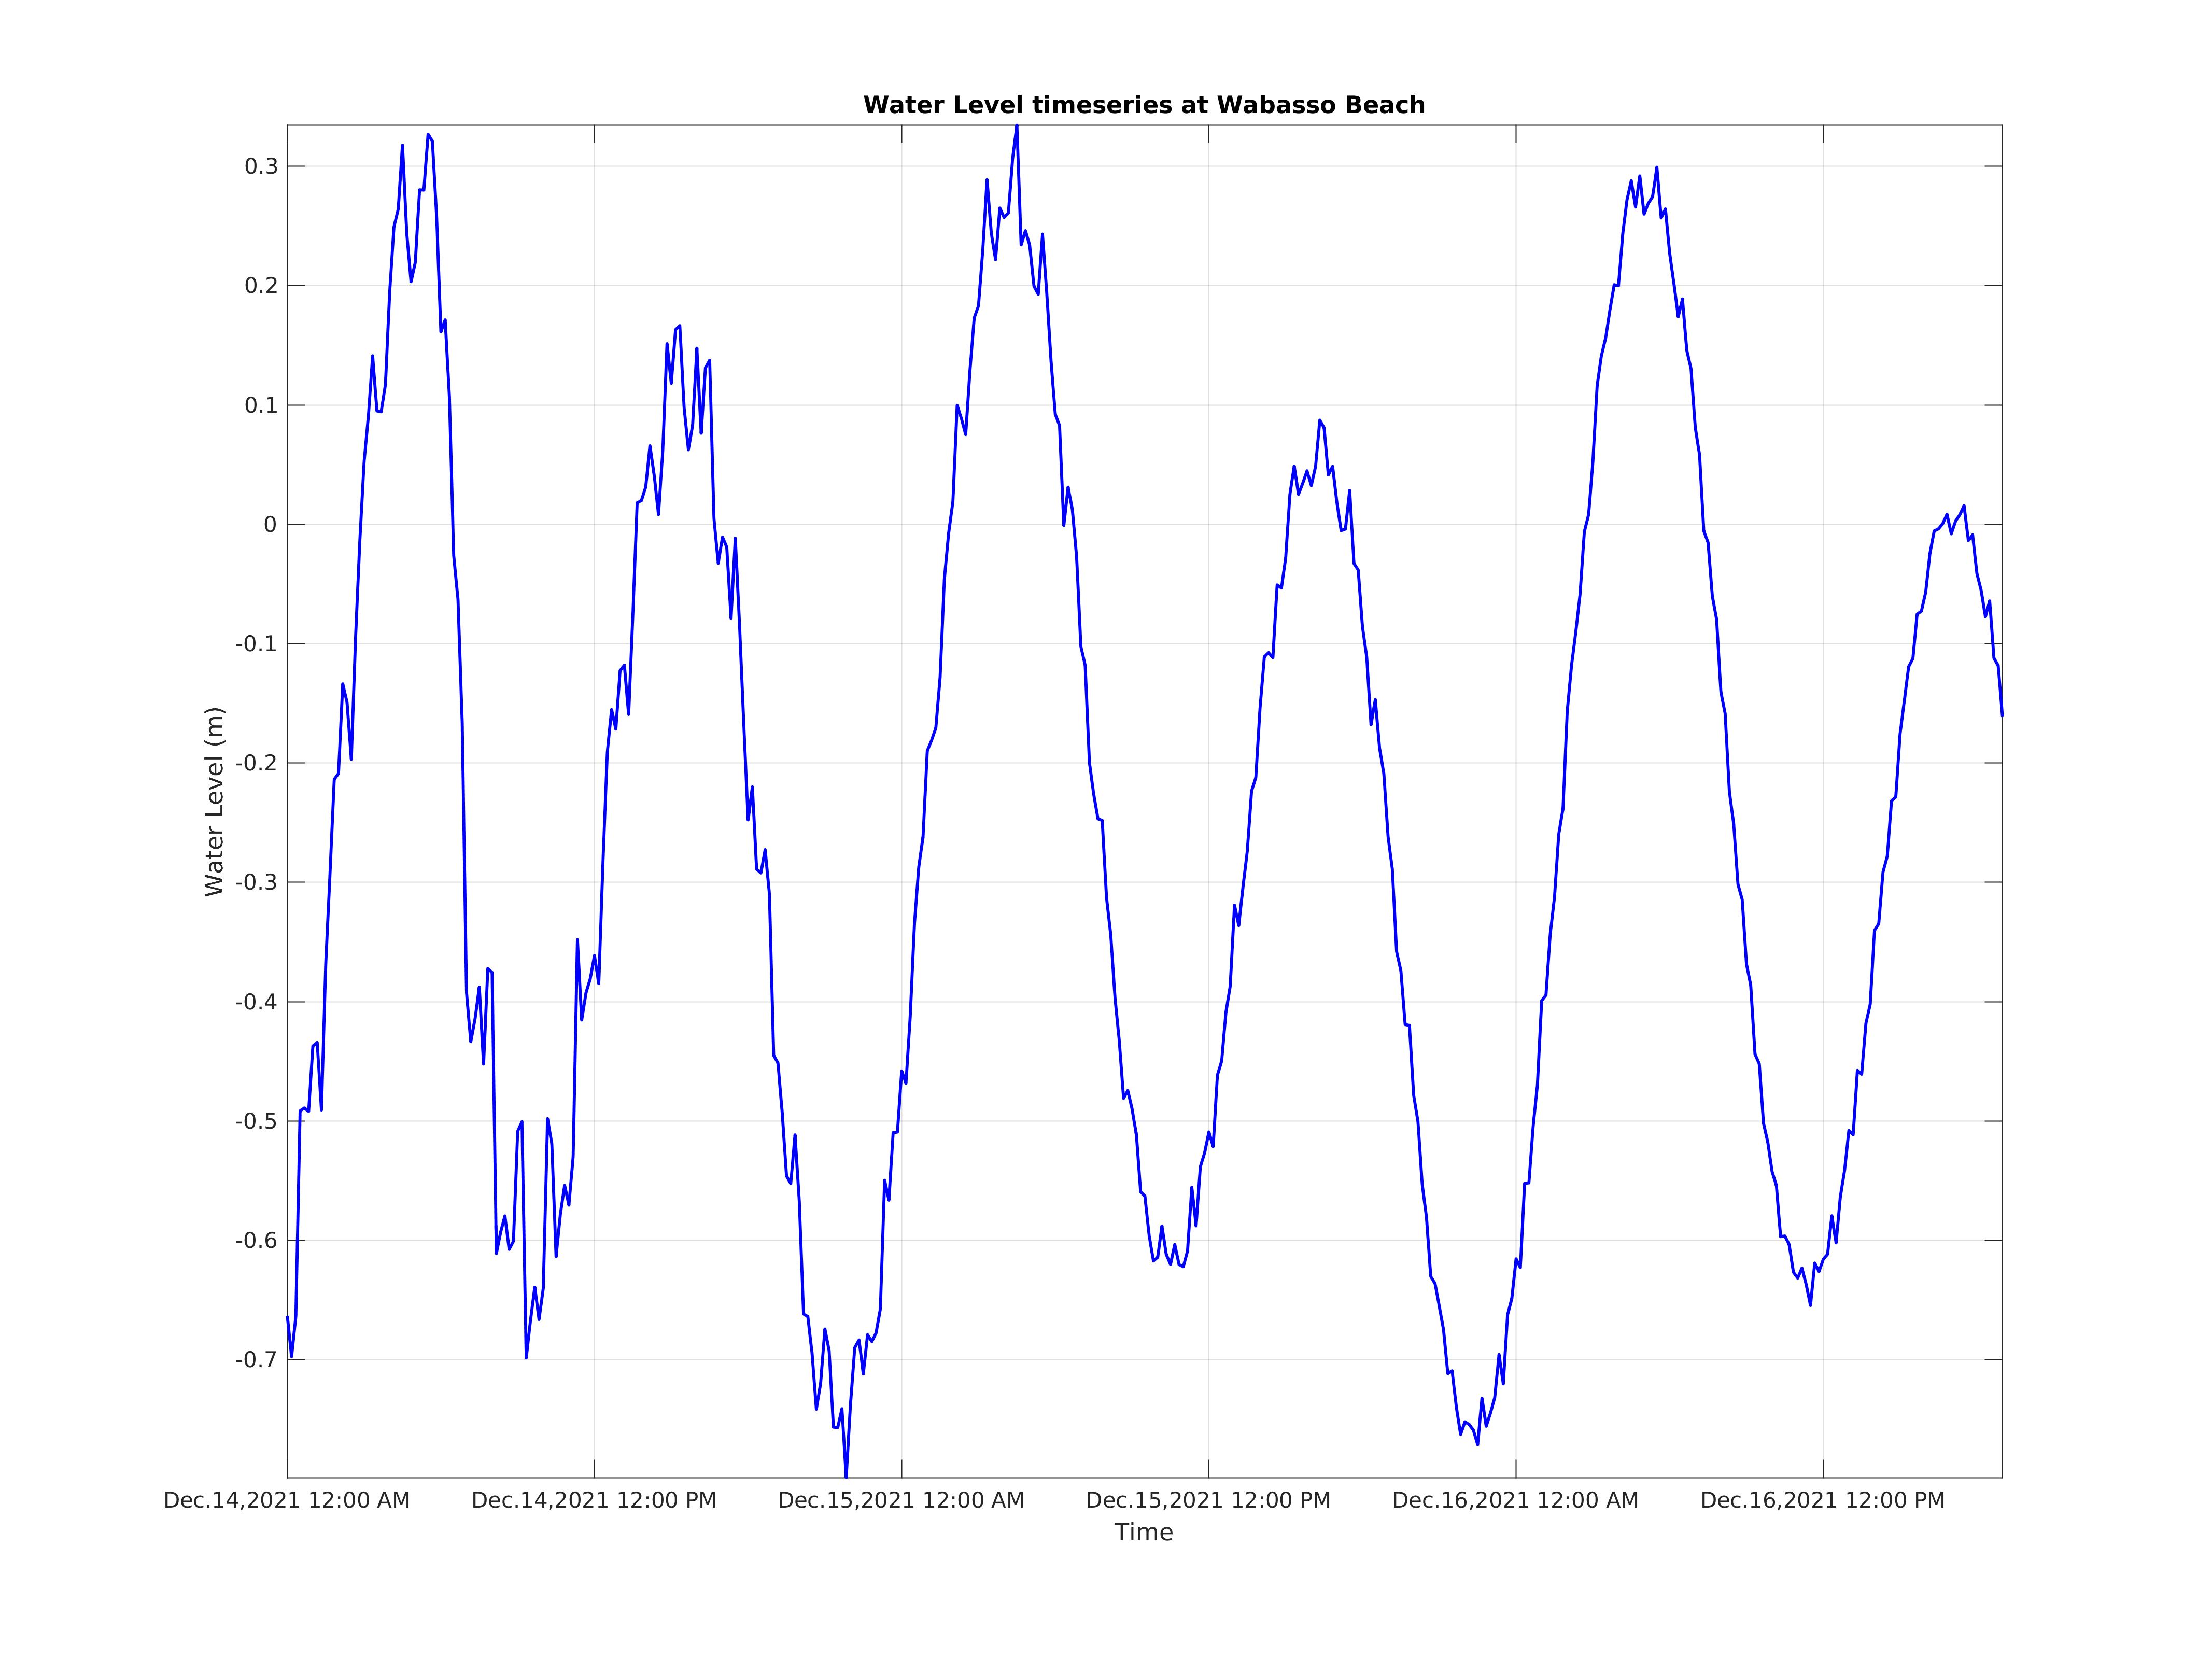 Water Level timeseries at Wabasso Beach
0.3
0.2
0.1
0
-0.1
-0.2
-0.3
-0.4
-0.5
-0.6
-0.7
Water Level (m)
Dec.14,2021 12:00 AM
Dec.14,2021 12:00 PM
Dec.15,2021 12:00 AM
Dec.15,2021 12:00 PM
Dec.16,2021 12:00 AM
Dec.16,2021 12:00 PM
Time